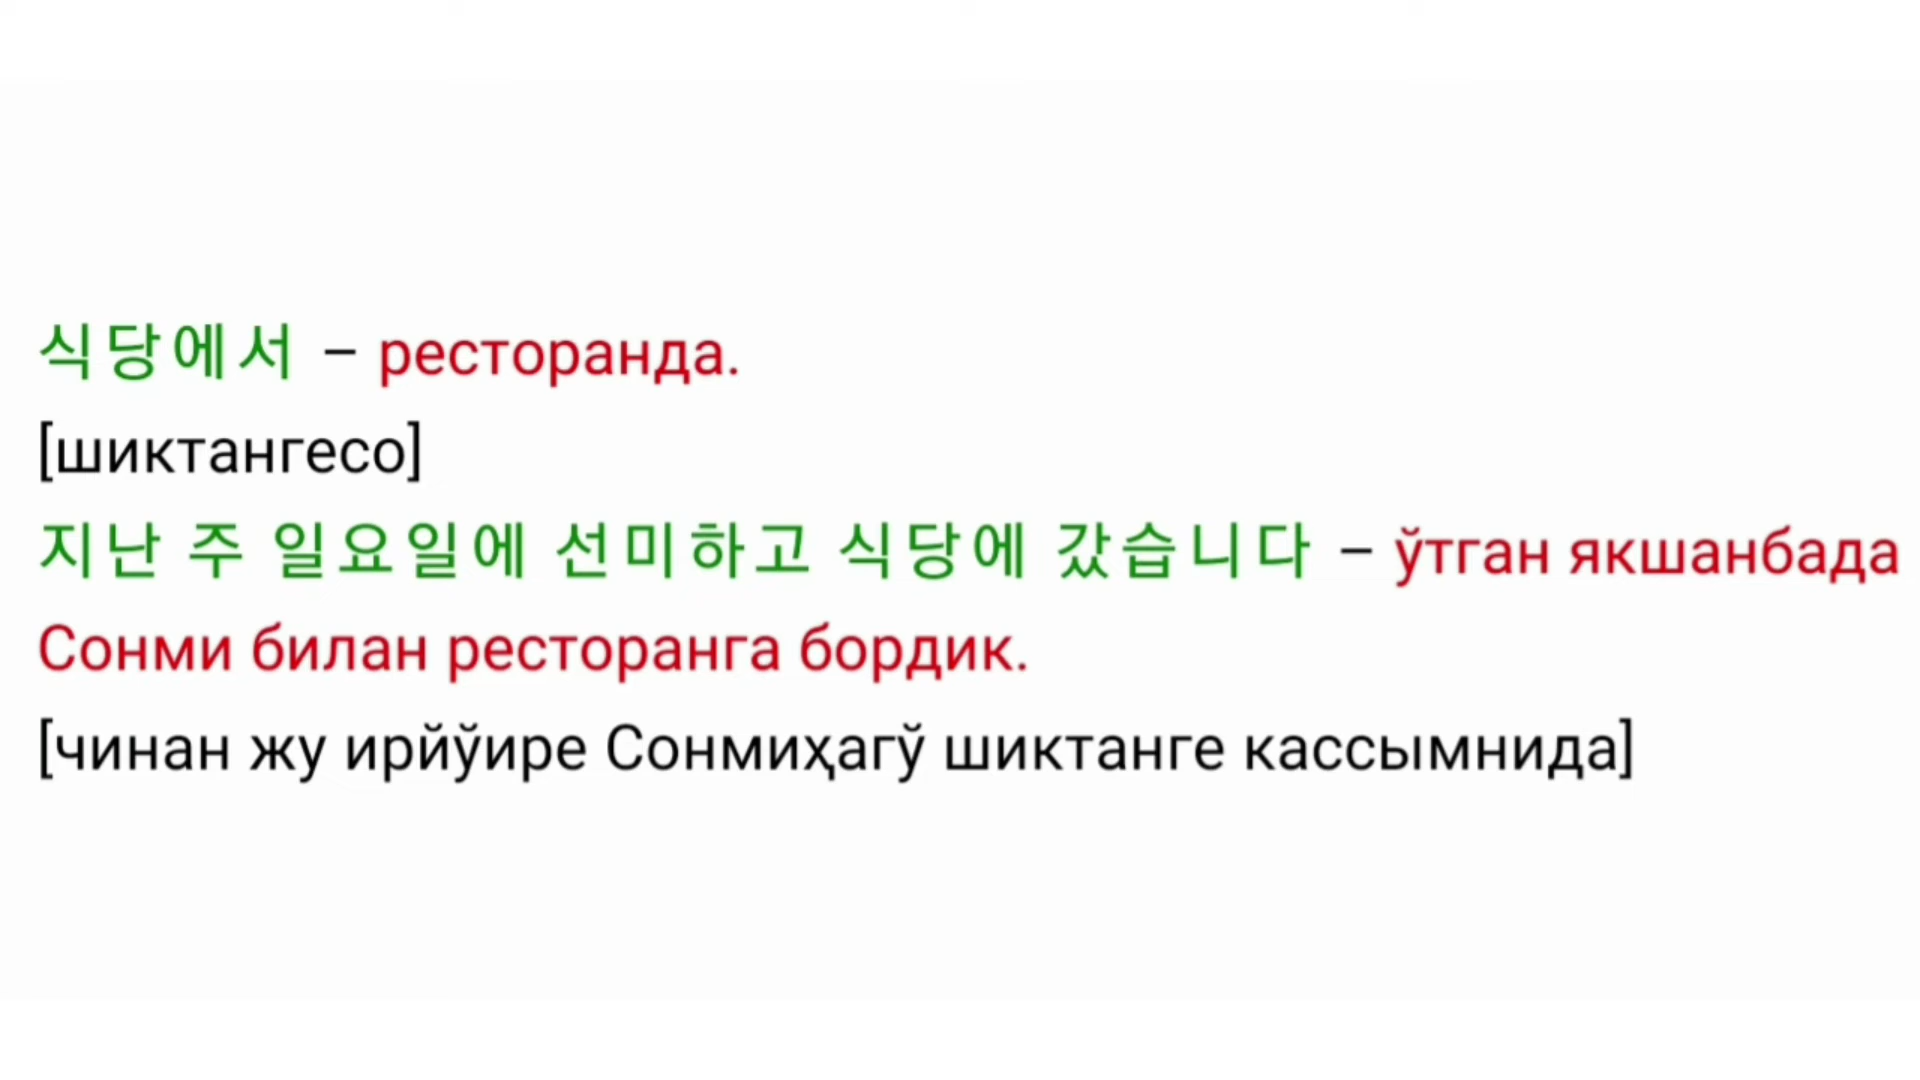 식당에서 – ресторанда.
[шиктангесо]
지난 주 일요일에 선미하고 식당에 갔습니다 – ўтган якшанбада
Сонми билан ресторанга бордик.
[чинан жу ирйўире Сонмиҳагў шиктанге кассымнида]